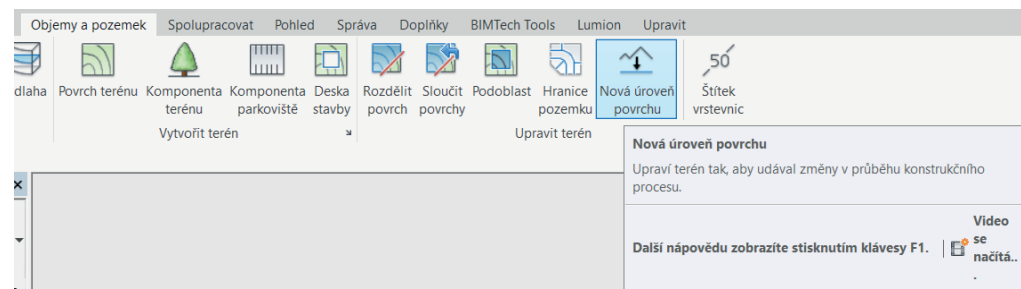 Objemy a pozemek Spolupracovat Pohled Správa Doplňky BIMTech Tools Lumion Upravit
50
dlaha Povrch terénu Komponenta terénu Komponenta parkoviště Deska stavby Rozdělit povrch Sloučit povrchy Podoblast Hranice pozemku Nová úroveň povrchu Štítek vrstevnic
Vytvořit terén Upravit terén
Nová úroveň povrchu
Upraví terén tak, aby udával změny v průběhu konstrukčního
procesu.
Další nápovědu zobrazíte stisknutím klávesy F1.
Video
se
načítá..
.